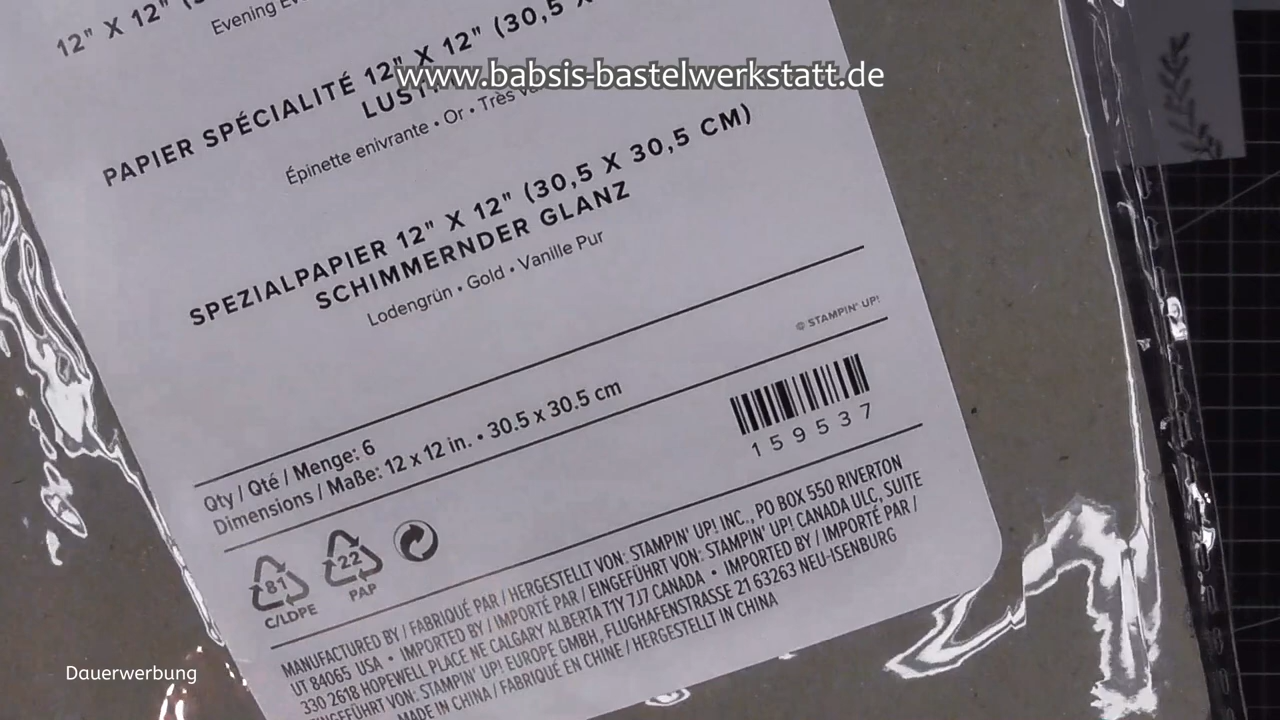 12" X 12"
Evening
PAPIER SPÉCIALITÉ 12" X 12" (30,5 X
www.babsis-bastelwerkstatt.de
Épinette enivrante • Or • Très
SPEZIALPAPIER 12" X 12" (30,5 X 30,5 CM)
SCHIMMERNDER GLANZ
Lodengrün • Gold • Vanille Pur
© STAMPIN' UP!
Qty / Qté / Menge: 6
Dimensions / Maße: 12 x 12 in. • 30.5 x 30.5 cm
159537
81
C/LDPE
22
PAP
MANUFACTURED BY / FABRIQUÉ PAR / HERGESTELLT VON: STAMPIN' UP! INC., PO BOX 550 RIVERTON
UT 84065 USA • IMPORTED BY / IMPORTÉ PAR / EINGEFÜHRT VON: STAMPIN' UP! CANADA ULC, SUITE
330 2618 HOPEWELL PLACE NE CALGARY ALBERTA T1Y 7J7 CANADA • IMPORTED BY / IMPORTÉ PAR /
EINGEFÜHRT VON: STAMPIN' UP! EUROPE GMBH, FLUGHAFENSTRASSE 21 63263 NEU-ISENBURG
MADE IN CHINA / FABRIQUÉ EN CHINE / HERGESTELLT IN CHINA
Dauerwerbung